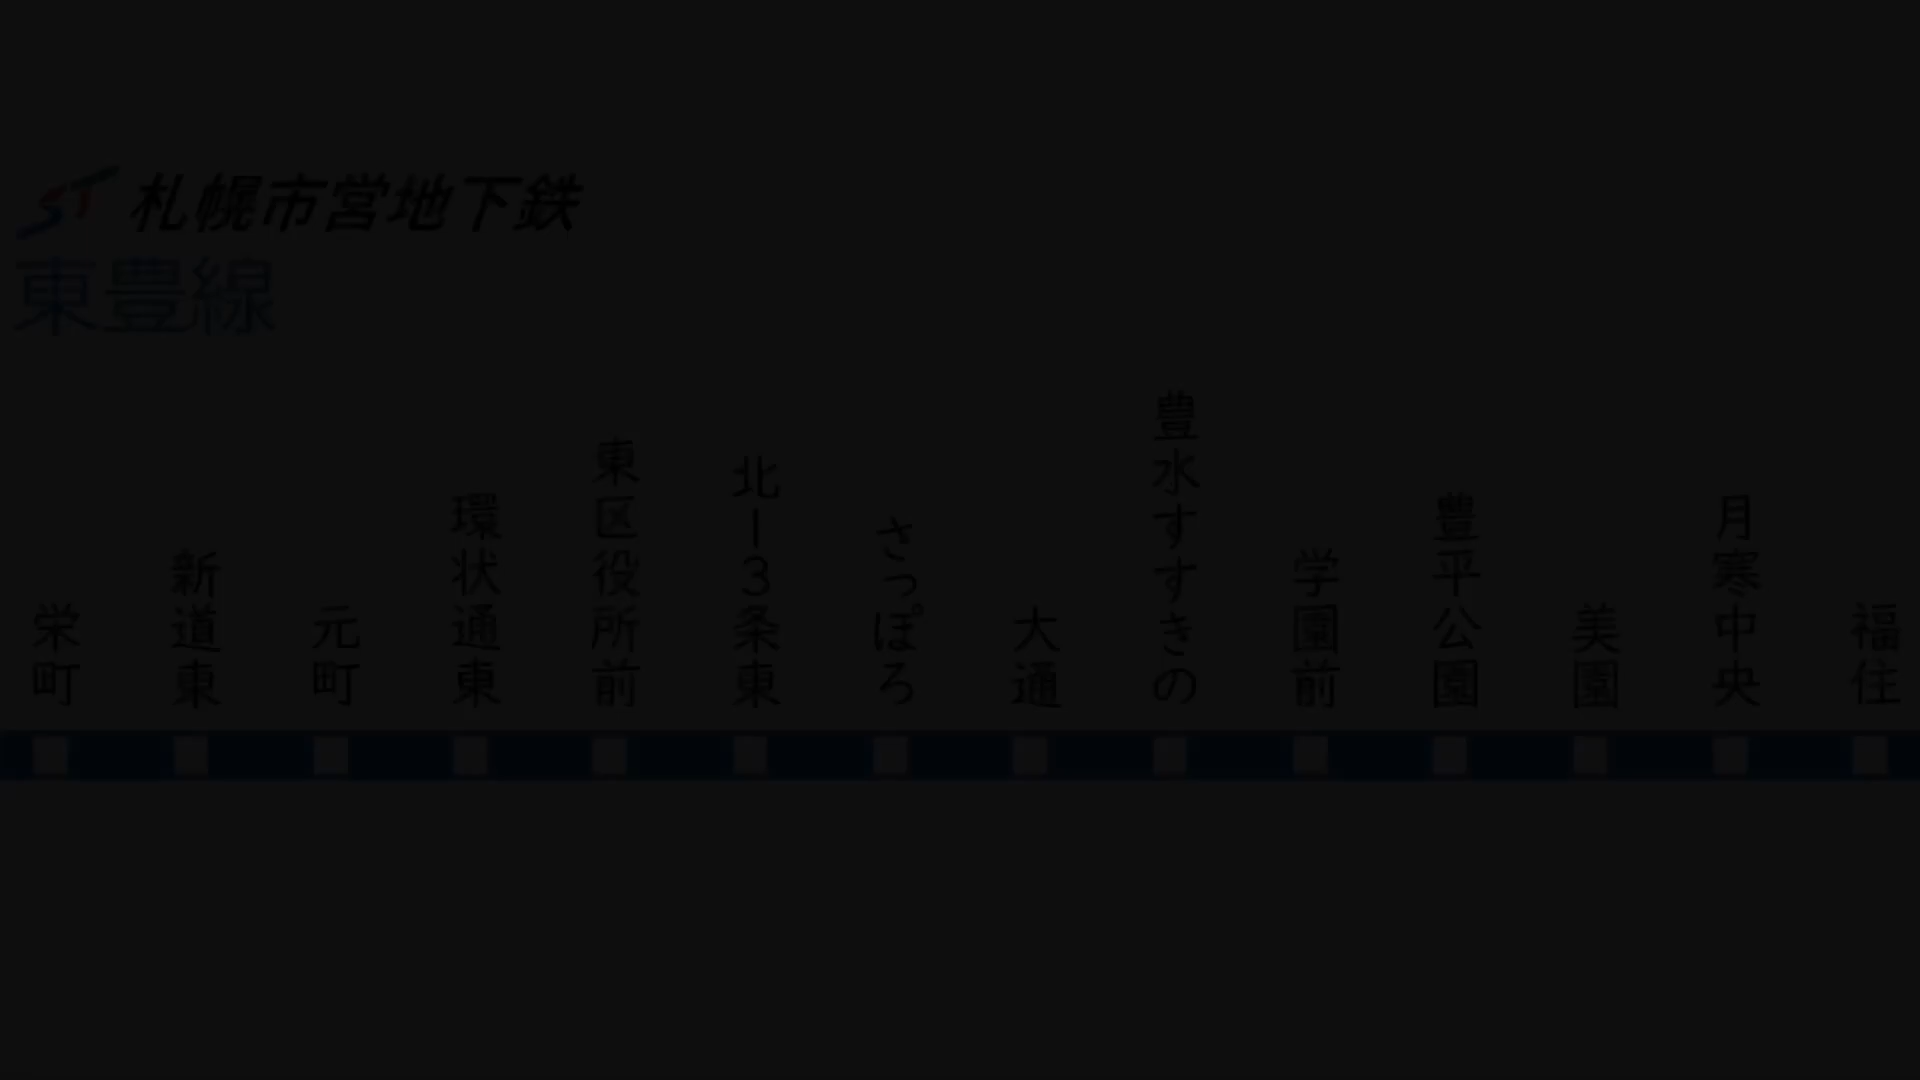 ST 札幌市営地下鉄
東豊線
栄町
新道東
元町
環状通東
東区役所前
北13条東
さっぽろ
大通
豊水すすきの
学園前
豊平公園
美園
月寒中央
福住